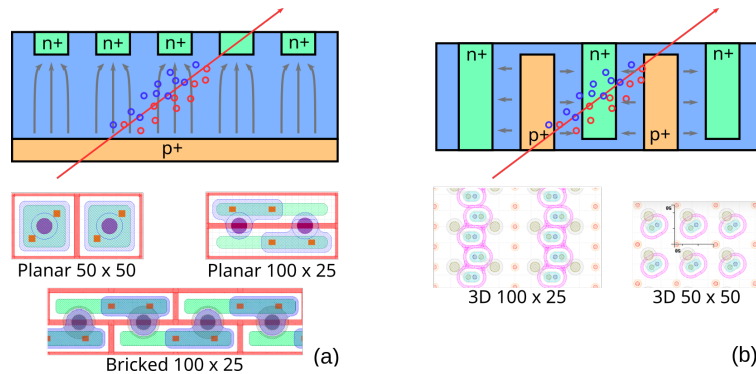 n+ n+ n+ n+
p+
Planar 50 x 50
Planar 100 x 25
Bricked 100 x 25
(a)
n+ n+ n+
p+ p+
3D 100 x 25
3D 50 x 50
(b)